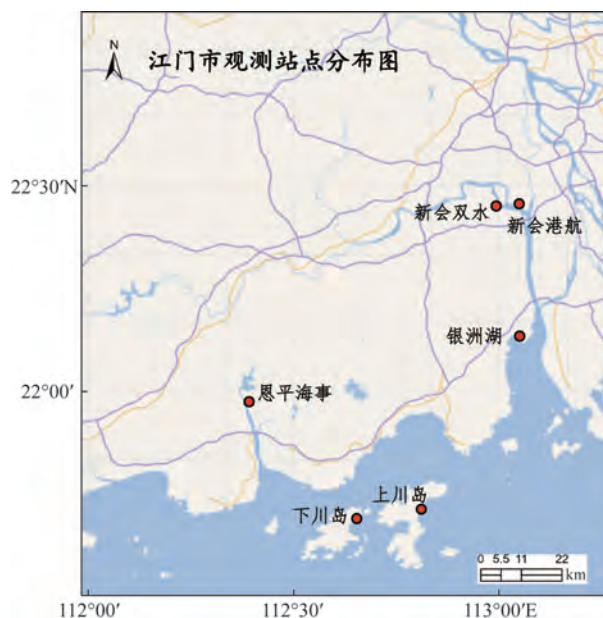 N
江门市观测站点分布图
22°30′N
新会双水
新会港航
银洲湖
22°00′
恩平海事
上川岛
下川岛
0 5.5 11 22
km
112°00′ 112°30′ 113°00′E